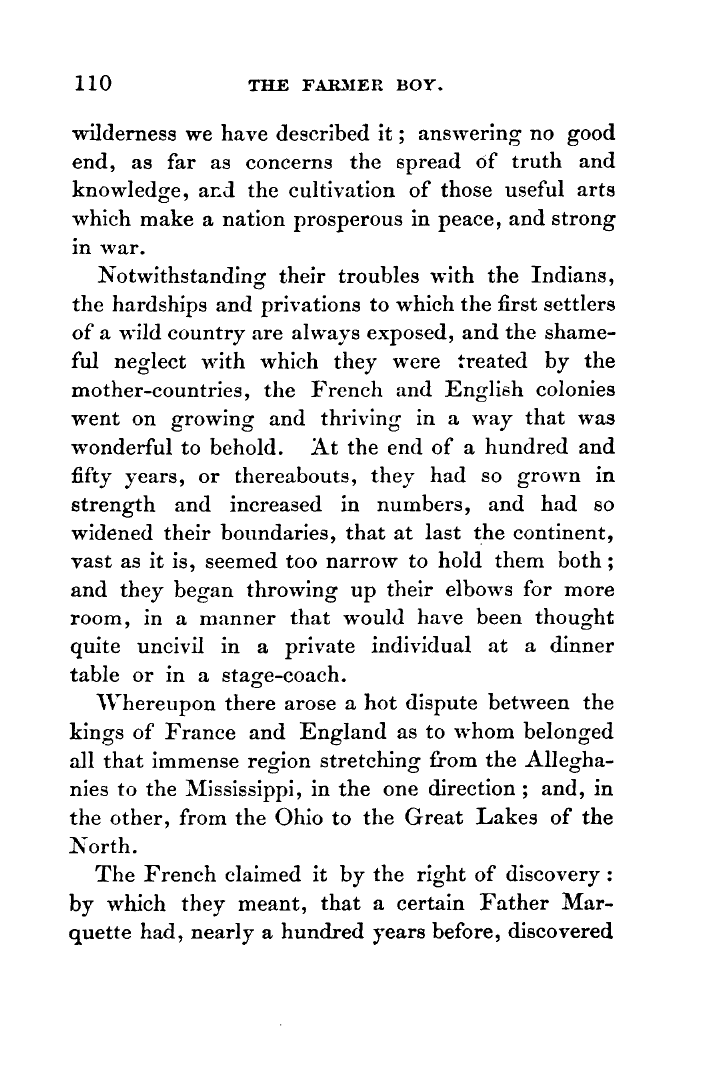 110 THE FARMER BOY.
wilderness we have described it ; answering no good
end, as far as concerns the spread of truth and
knowledge, and the cultivation of those useful arts
which make a nation prosperous in peace, and strong
in war.
Notwithstanding their troubles with the Indians,
the hardships and privations to which the first settlers
of a wild country are always exposed, and the shame-
ful neglect with which they were treated by the
mother-countries, the French and English colonies
went on growing and thriving in a way that was
wonderful to behold. At the end of a hundred and
fifty years, or thereabouts, they had so grown in
strength and increased in numbers, and had so
widened their boundaries, that at last the continent,
vast as it is, seemed too narrow to hold them both ;
and they began throwing up their elbows for more
room, in a manner that would have been thought
quite uncivil in a private individual at a dinner
table or in a stage-coach.
Whereupon there arose a hot dispute between the
kings of France and England as to whom belonged
all that immense region stretching from the Allegha-
nies to the Mississippi, in the one direction ; and, in
the other, from the Ohio to the Great Lakes of the
North.
The French claimed it by the right of discovery :
by which they meant, that a certain Father Mar-
quette had, nearly a hundred years before, discovered